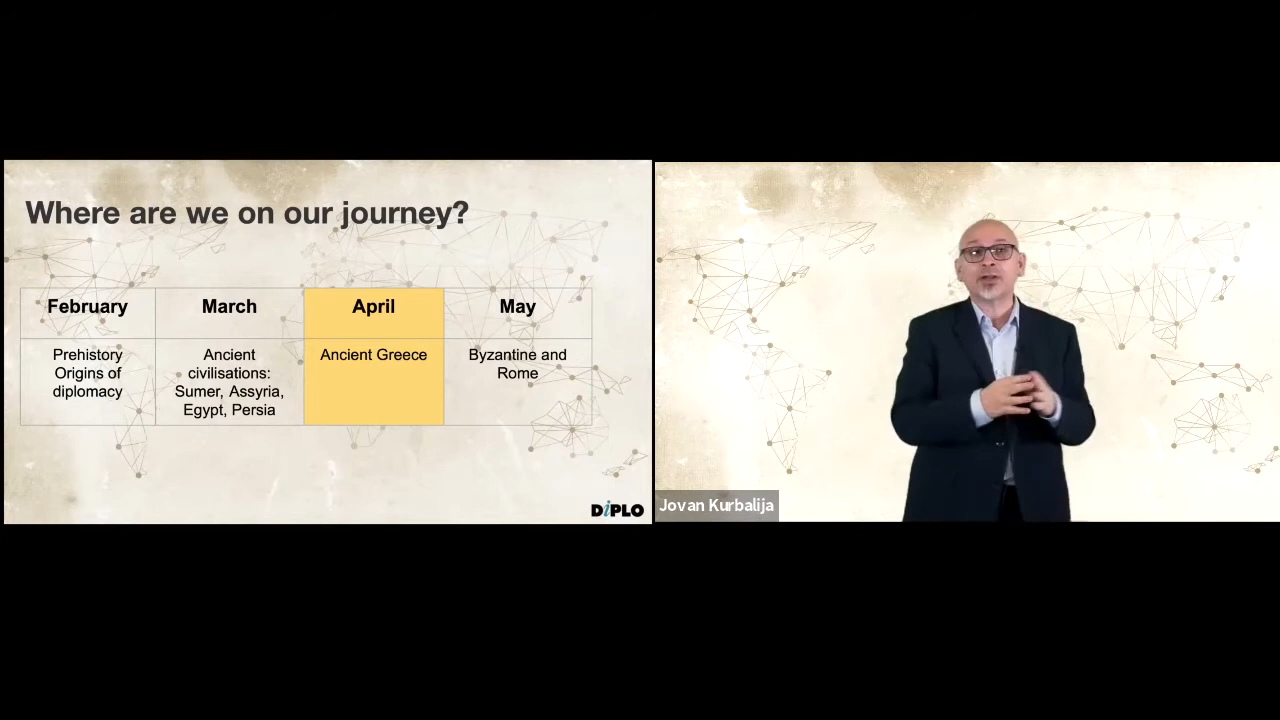 Where are we on our journey?
February
March
April
May
Prehistory
Origins of
diplomacy
Ancient
civilisations:
Sumer, Assyria,
Egypt, Persia
Ancient Greece
Byzantine and
Rome
DiPLO
Jovan Kurbalija